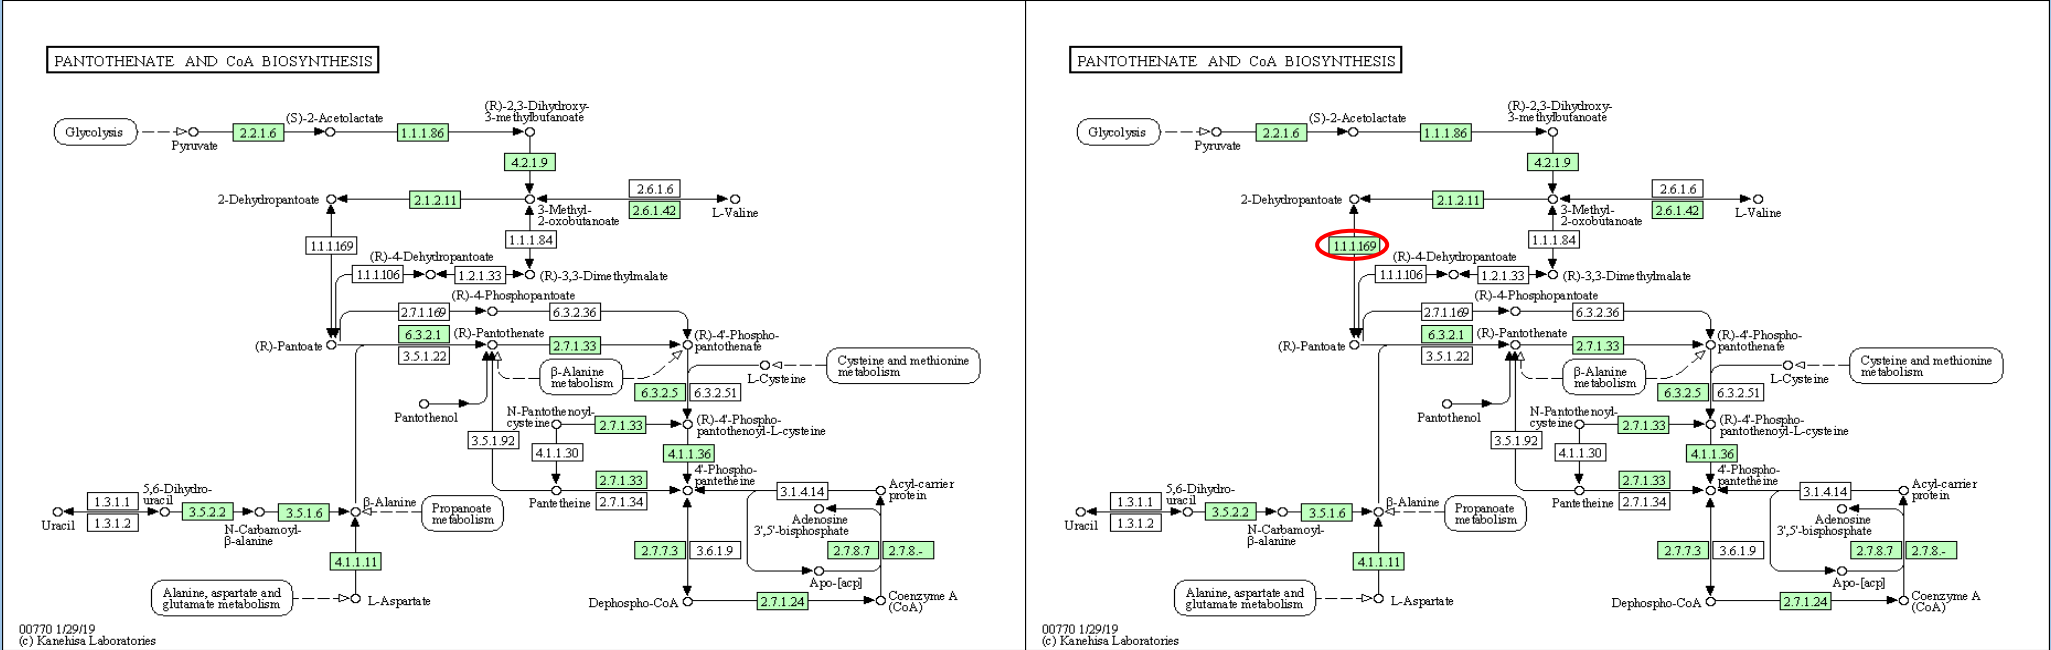 PANTOTHENATE AND CoA BIOSYNTHESIS
Glycolysis
Pyruvate
2.2.1.6
(S)-2-Acetolactate
1.1.1.86
(R)-2,3-Dihydroxy-
3-methylbutanoate
4.2.1.9
2-Dehydropantoate
2.1.2.11
3-Methyl-
2-oxobutanoate
2.6.1.6
2.6.1.42
L-Valine
1.1.1.169
1.1.1.84
(R)-4-Dehydropantoate
1.1.1.106
1.2.1.33
(R)-3,3-Dimethylmalate
(R)-4-Phosphopantoate
2.7.1.169
6.3.2.36
(R)-Pantoate
6.3.2.1
3.5.1.22
(R)-Pantothenate
2.7.1.33
(R)-4'-Phospho-
pantothenate
β-Alanine
metabolism
L-Cysteine
Cysteine and methionine
metabolism
6.3.2.5
6.3.2.51
Pantothenol
N-Pantothenoyl-
cysteine
2.7.1.33
(R)-4'-Phospho-
pantothenoyl-L-cysteine
3.5.1.92
4.1.1.30
4.1.1.36
4'-Phospho-
pantetheine
Pantetheine
2.7.1.33
2.7.1.34
3.1.4.14
Acyl-carrier
protein
Uracil
1.3.1.1
1.3.1.2
5,6-Dihydro-
uracil
3.5.2.2
N-Carbamoyl-
β-alanine
3.5.1.6
β-Alanine
Propanoate
metabolism
Adenosine
3',5'-bisphosphate
2.7.7.3
3.6.1.9
2.7.8.7
2.7.8.-
4.1.1.11
Apo-[acp]
Alanine, aspartate and
glutamate metabolism
L-Aspartate
Dephospho-CoA
2.7.1.24
Coenzyme A
(CoA)
00770 1/29/19
(c) Kanehisa Laboratories
PANTOTHENATE AND CoA BIOSYNTHESIS
Glycolysis
Pyruvate
2.2.1.6
(S)-2-Acetolactate
1.1.1.86
(R)-2,3-Dihydroxy-
3-methylbutanoate
4.2.1.9
2-Dehydropantoate
2.1.2.11
3-Methyl-
2-oxobutanoate
2.6.1.6
2.6.1.42
L-Valine
1.1.1.169
1.1.1.84
(R)-4-Dehydropantoate
1.1.1.106
1.2.1.33
(R)-3,3-Dimethylmalate
(R)-4-Phosphopantoate
2.7.1.169
6.3.2.36
(R)-Pantoate
6.3.2.1
3.5.1.22
(R)-Pantothenate
2.7.1.33
(R)-4'-Phospho-
pantothenate
β-Alanine
metabolism
L-Cysteine
Cysteine and methionine
metabolism
6.3.2.5
6.3.2.51
Pantothenol
N-Pantothenoyl-
cysteine
2.7.1.33
(R)-4'-Phospho-
pantothenoyl-L-cysteine
3.5.1.92
4.1.1.30
4.1.1.36
4'-Phospho-
pantetheine
Pantetheine
2.7.1.33
2.7.1.34
3.1.4.14
Acyl-carrier
protein
Uracil
1.3.1.1
1.3.1.2
5,6-Dihydro-
uracil
3.5.2.2
N-Carbamoyl-
β-alanine
3.5.1.6
β-Alanine
Propanoate
metabolism
Adenosine
3',5'-bisphosphate
2.7.7.3
3.6.1.9
2.7.8.7
2.7.8.-
4.1.1.11
Apo-[acp]
Alanine, aspartate and
glutamate metabolism
L-Aspartate
Dephospho-CoA
2.7.1.24
Coenzyme A
(CoA)
00770 1/29/19
(c) Kanehisa Laboratories